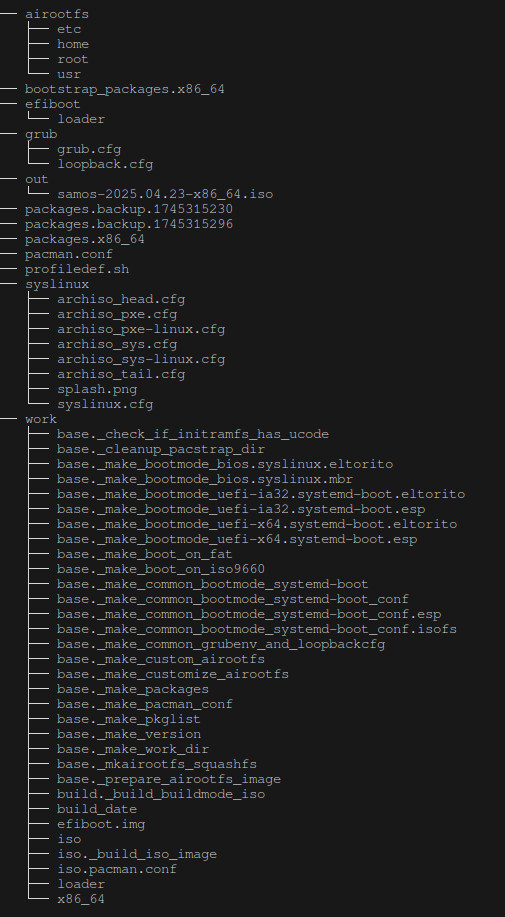 airootfs
etc
home
root
usr
bootstrap_packages.x86_64
efiboot
loader
grub
grub.cfg
loopback.cfg
out
samos-2025.04.23-x86_64.iso
packages.backup.1745315230
packages.backup.1745315296
packages.x86_64
pacman.conf
profiledef.sh
syslinux
archiso_head.cfg
archiso_pxe.cfg
archiso_pxe-linux.cfg
archiso_sys.cfg
archiso_sys-linux.cfg
archiso_tail.cfg
splash.png
syslinux.cfg
work
base._check_if_initramfs_has_ucode
base._cleanup_pacstrap_dir
base._make_bootmode_bios.syslinux.eltorito
base._make_bootmode_bios.syslinux.mbr
base._make_bootmode_uefi-ia32.systemd-boot.eltorito
base._make_bootmode_uefi-ia32.systemd-boot.esp
base._make_bootmode_uefi-x64.systemd-boot.eltorito
base._make_bootmode_uefi-x64.systemd-boot.esp
base._make_boot_on_fat
base._make_boot_on_iso9660
base._make_common_bootmode_systemd-boot
base._make_common_bootmode_systemd-boot_conf
base._make_common_bootmode_systemd-boot_conf.esp
base._make_common_bootmode_systemd-boot_conf.isofs
base._make_common_grubenv_and_loopbackcfg
base._make_custom_airootfs
base._make_customize_airootfs
base._make_packages
base._make_pacman_conf
base._make_pkglist
base._make_version
base._make_work_dir
base._mkairootfs_squashfs
base._prepare_airootfs_image
build._build_buildmode_iso
build_date
efiboot.img
iso
iso._build_iso_image
iso.pacman.conf
loader
x86_64